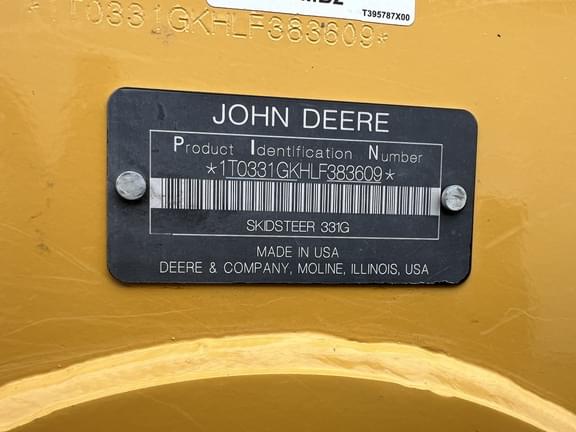 T395787X00
*1T0331GKHLF383609*
JOHN DEERE
Product Identification Number
*1T0331GKHLF383609*
SKIDSTEER 331G
MADE IN USA
DEERE & COMPANY, MOLINE, ILLINOIS, USA